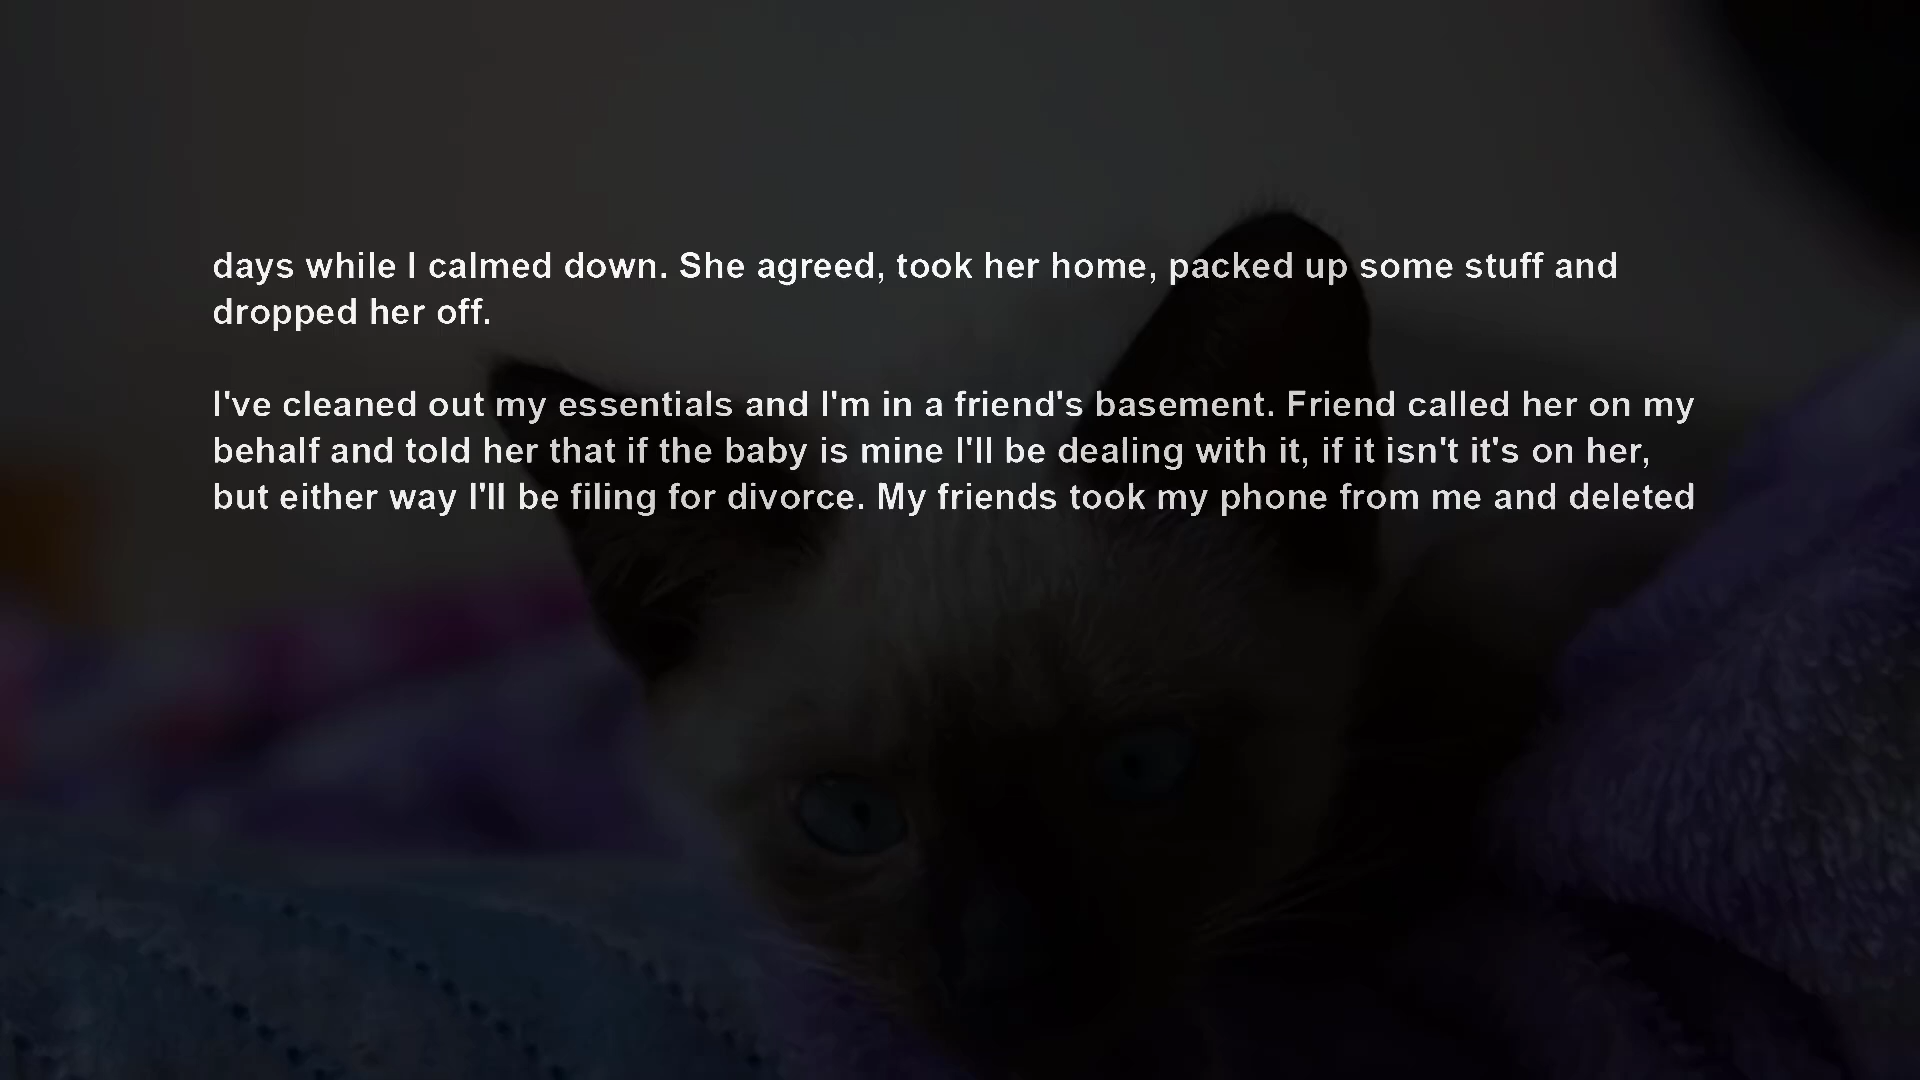 days while I calmed down. She agreed, took her home, packed up some stuff and
dropped her off.
I've cleaned out my essentials and I'm in a friend's basement. Friend called her on my
behalf and told her that if the baby is mine I'll be dealing with it, if it isn't it's on her,
but either way I'll be filing for divorce. My friends took my phone from me and deleted